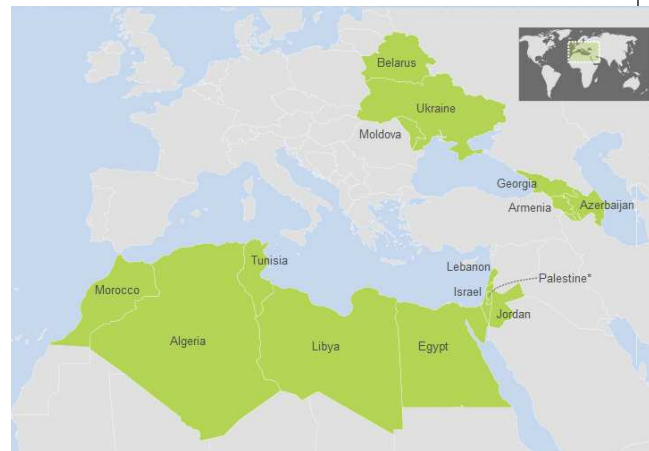 Belarus
Ukraine
Moldova
Georgia
Armenia
Azerbaijan
Tunisia
Lebanon
Palestine*
Israel
Morocco
Jordan
Algeria
Libya
Egypt